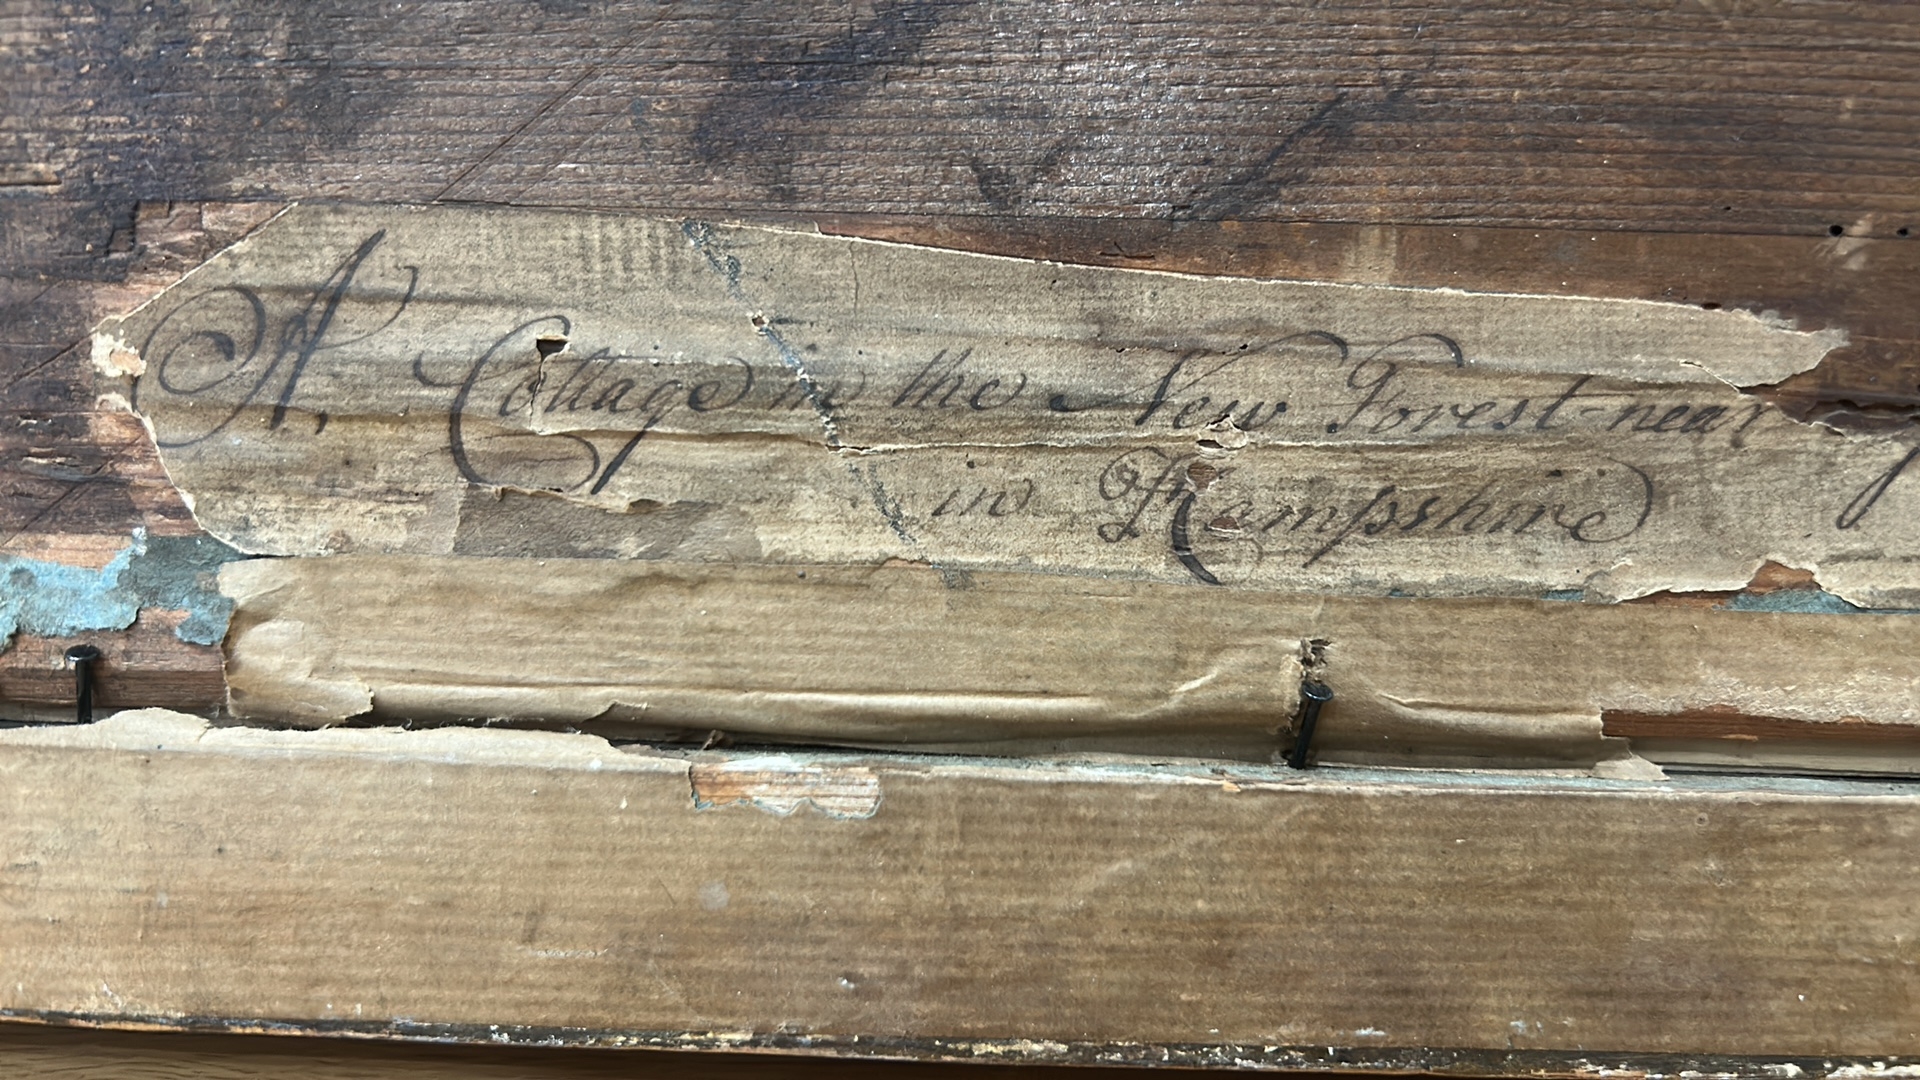 A, Cottage in the New Forest near
in Hampshire